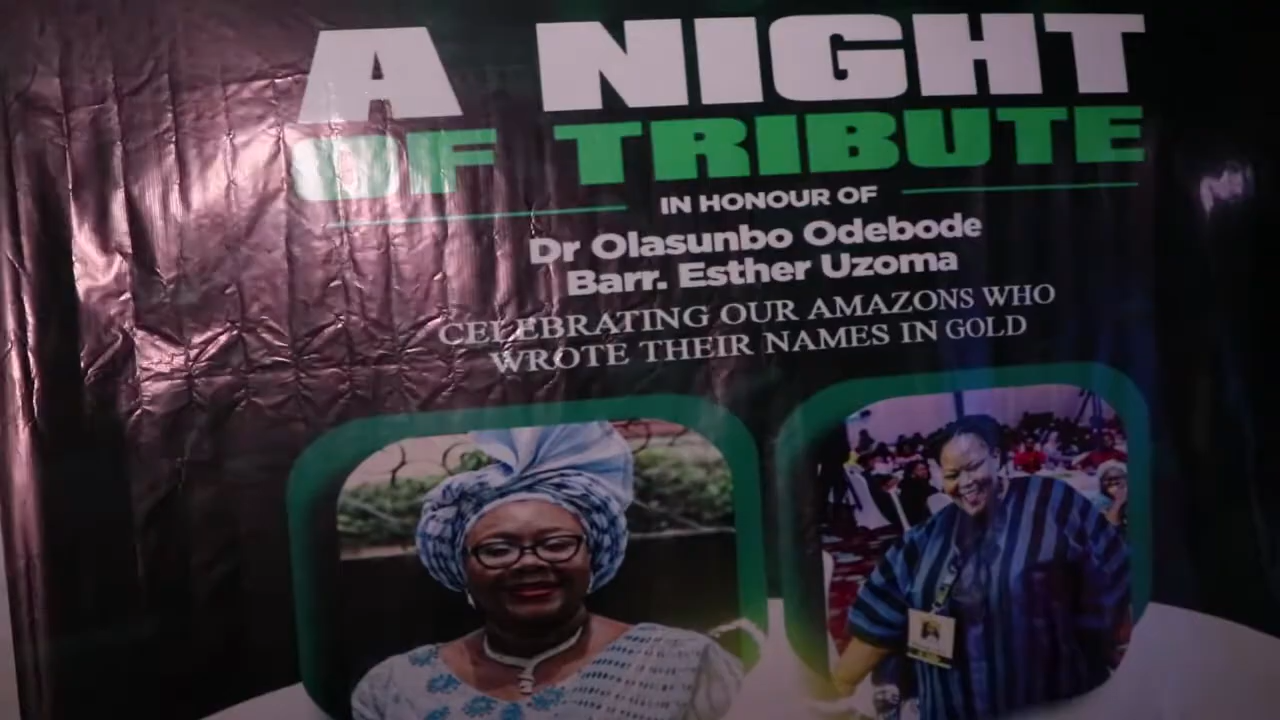 A NIGHT
OF TRIBUTE
IN HONOUR OF
Dr Olasunbo Odebode
Barr. Esther Uzoma
CELEBRATING OUR AMAZONS WHO
WROTE THEIR NAMES IN GOLD